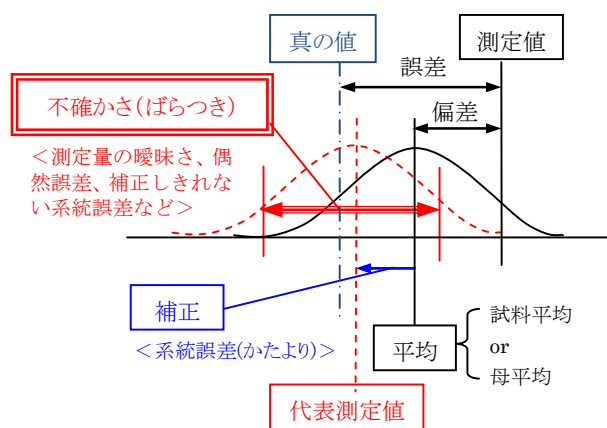 真の値
測定値
誤差
不確かさ(ばらつき)
偏差
<測定量の曖昧さ、偶
然誤差、補正しきれな
い系統誤差など>
補正
<系統誤差(かたより)>
平均
試料平均
or
母平均
代表測定値